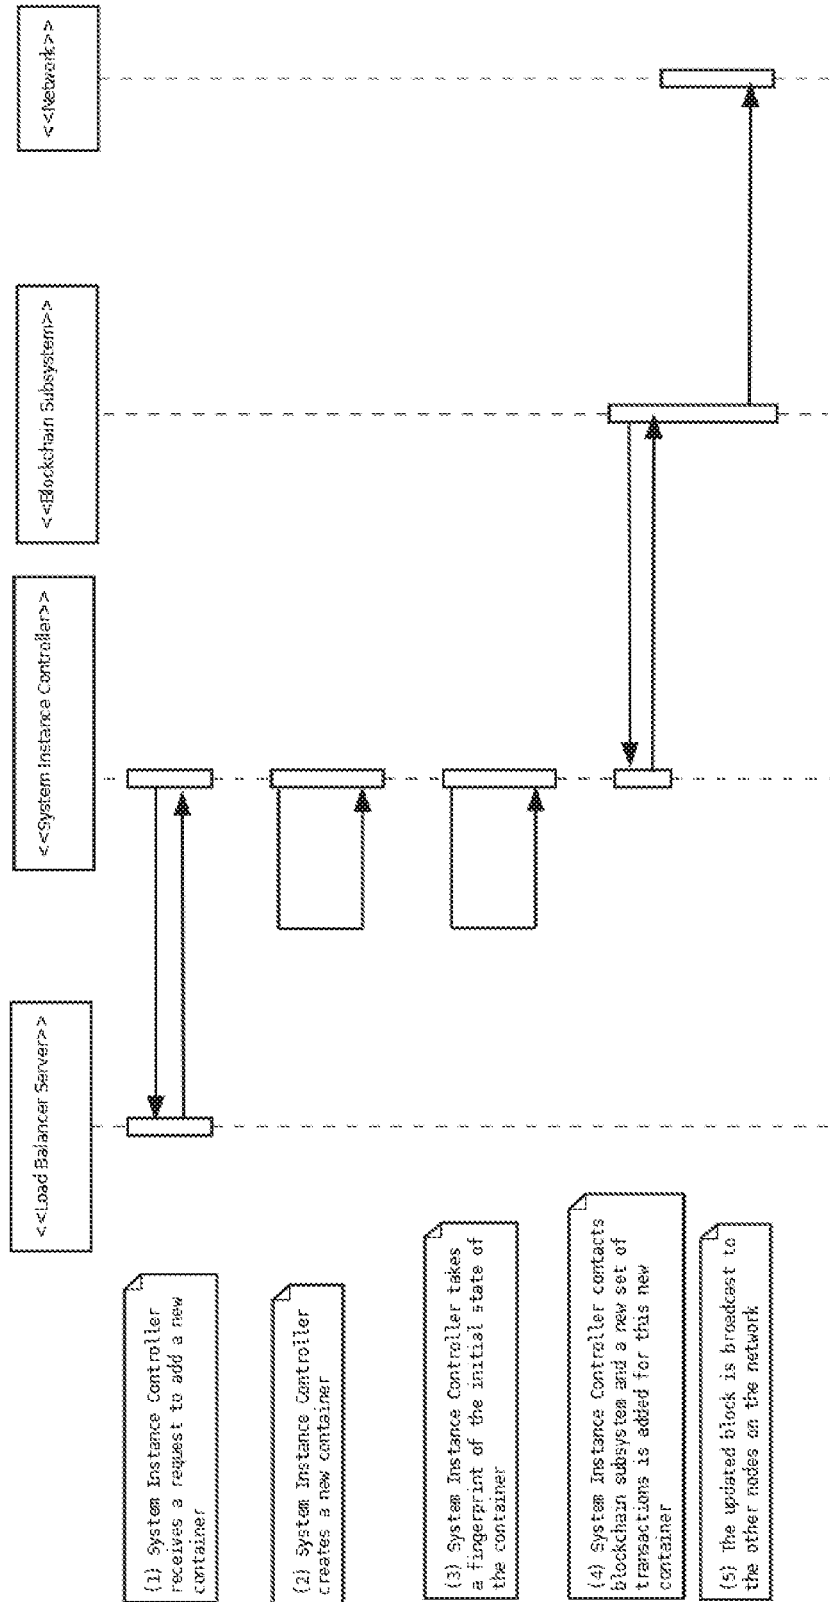 <<Load Balancer Server>>
<<System Instance Controller>>
<<Blockchain Subsystem>>
<<Network>>
(1) System Instance Controller
receives a request to add a new
container
(2) System Instance Controller
creates a new container
(3) System Instance Controller takes
a fingerprint of the initial state of
the container
(4) System Instance Controller contacts
blockchain subsystem and a new set of
transactions is added for this new
container
(5) The updated block is broadcast to
the other nodes on the network